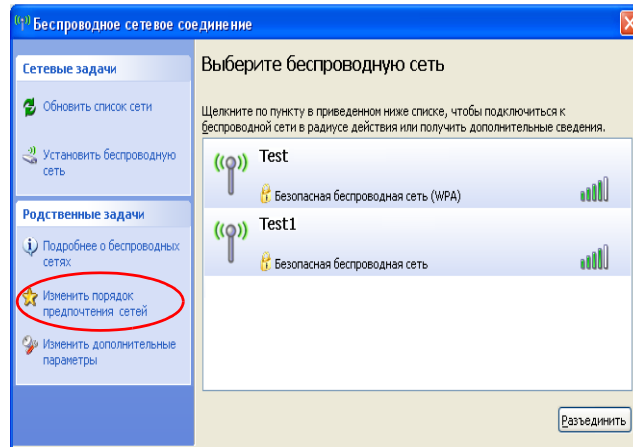 Беспроводное сетевое соединение
Сетевые задачи
Обновить список сети
Установить беспроводную
сеть
Родственные задачи
Подробнее о беспроводных
сетях
Изменить порядок
предпочтения сетей
Изменить дополнительные
параметры
Выберите беспроводную сеть
Щелкните по пункту в приведенном ниже списке, чтобы подключиться к
беспроводной сети в радиусе действия или получить дополнительные сведения.
Test
Безопасная беспроводная сеть (WPA)
Test1
Безопасная беспроводная сеть
Разъединить